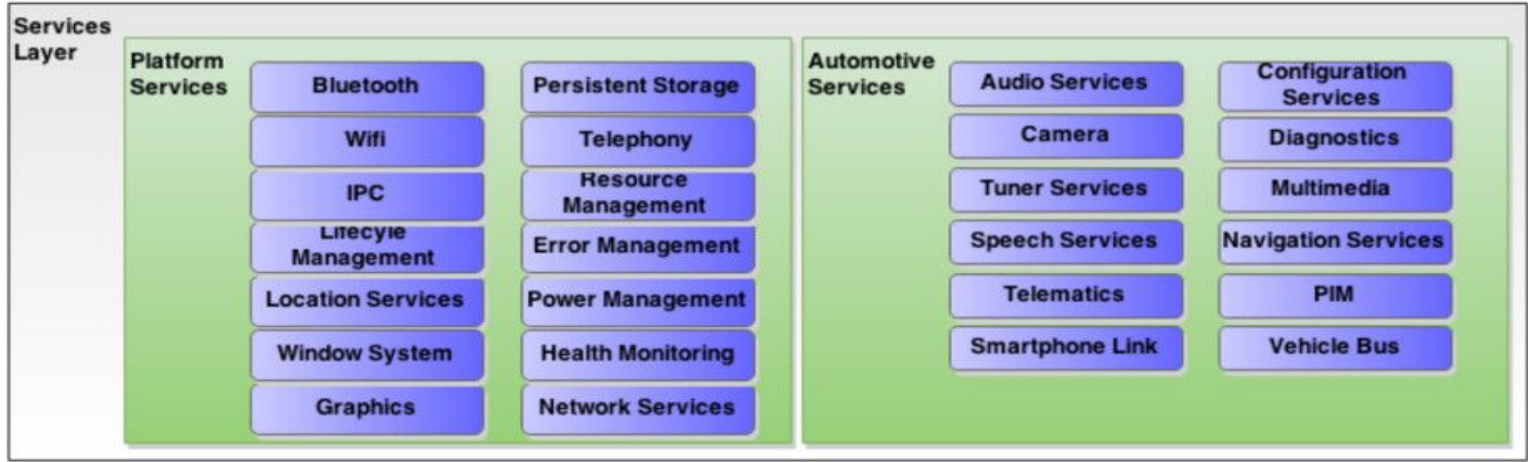 Services
Layer
Platform
Services
Bluetooth
Persistent Storage
Wifi
Telephony
IPC
Resource
Management
Lifecyle
Management
Error Management
Location Services
Power Management
Window System
Health Monitoring
Graphics
Network Services
Automotive
Services
Audio Services
Configuration
Services
Camera
Diagnostics
Tuner Services
Multimedia
Speech Services
Navigation Services
Telematics
PIM
Smartphone Link
Vehicle Bus